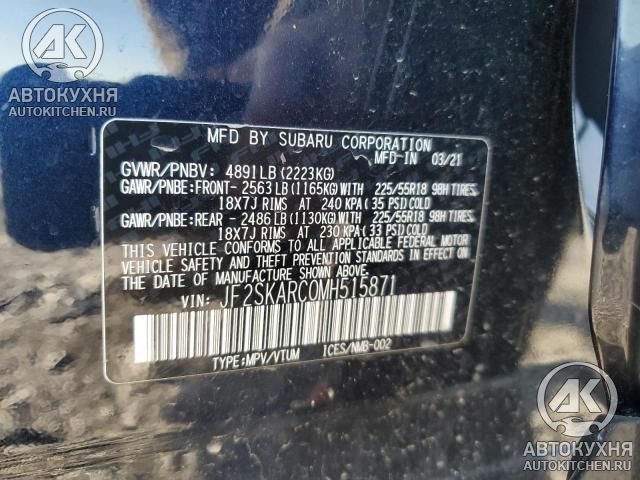 АК
АВТОКУХНЯ
AUTOKITCHEN.RU
MFD BY SUBARU CORPORATION
MFD IN 03/21
GVWR/PNBV: 4891LB(2223KG)
GAWR/PNBE:FRONT- 2563LB(1165KG)WITH 225/55R18 98H TIRES
18X7J RIMS AT 240 KPA(35 PSI)COLD
GAWR/PNBE:REAR - 2486LB(1130KG)WITH 225/55R18 98H TIRES
18X7J RIMS AT 230 KPA(33 PSI)COLD
THIS VEHICLE CONFORMS TO ALL APPLICABLE FEDERAL MOTOR
VEHICLE SAFETY AND THEFT PREVENTION STANDARDS IN EFFECT ON
THE DATE OF MANUFACTURE SHOWN ABOVE.
VIN: JF2SKARC0MH515871
TYPE:MPV/VTUM ICES/NMB-002
АК
АВТОКУХНЯ
AUTOKITCHEN.RU